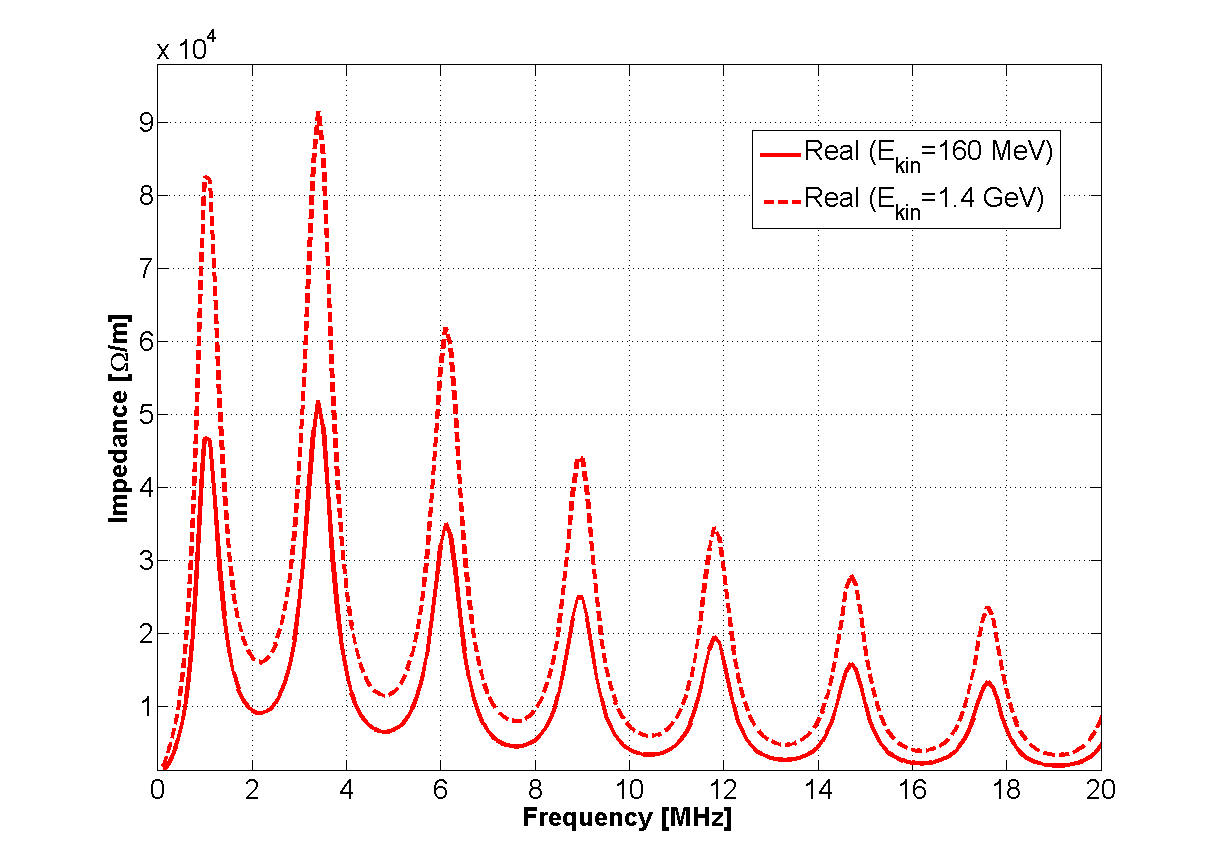 x 10^4
9
8
7
6
5
4
3
2
1
Impedance [Ω/m]
Real (E_kin=160 MeV)
Real (E_kin=1.4 GeV)
0 2 4 6 8 10 12 14 16 18 20
Frequency [MHz]